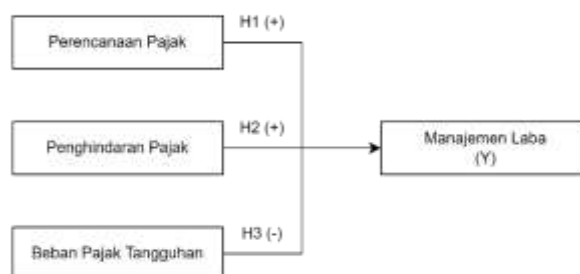 H1 (+)
Perencanaan Pajak
H2 (+)
Penghindaran Pajak
Manajemen Laba
(Y)
H3 (-)
Beban Pajak Tangguhan